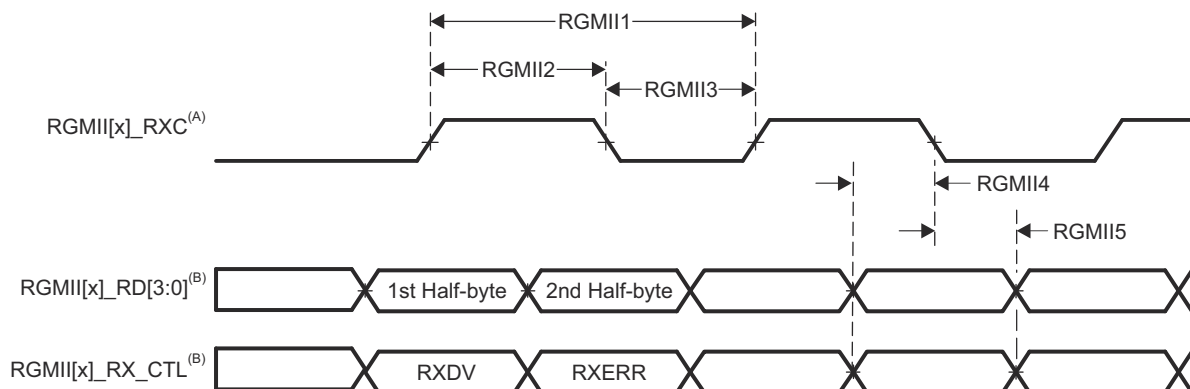 RGMII1
RGMII2
RGMII3
RGMII[x]_RXC(A)
RGMII4
RGMII5
RGMII[x]_RD[3:0](B)
1st Half-byte
2nd Half-byte
RGMII[x]_RX_CTL(B)
RXDV
RXERR